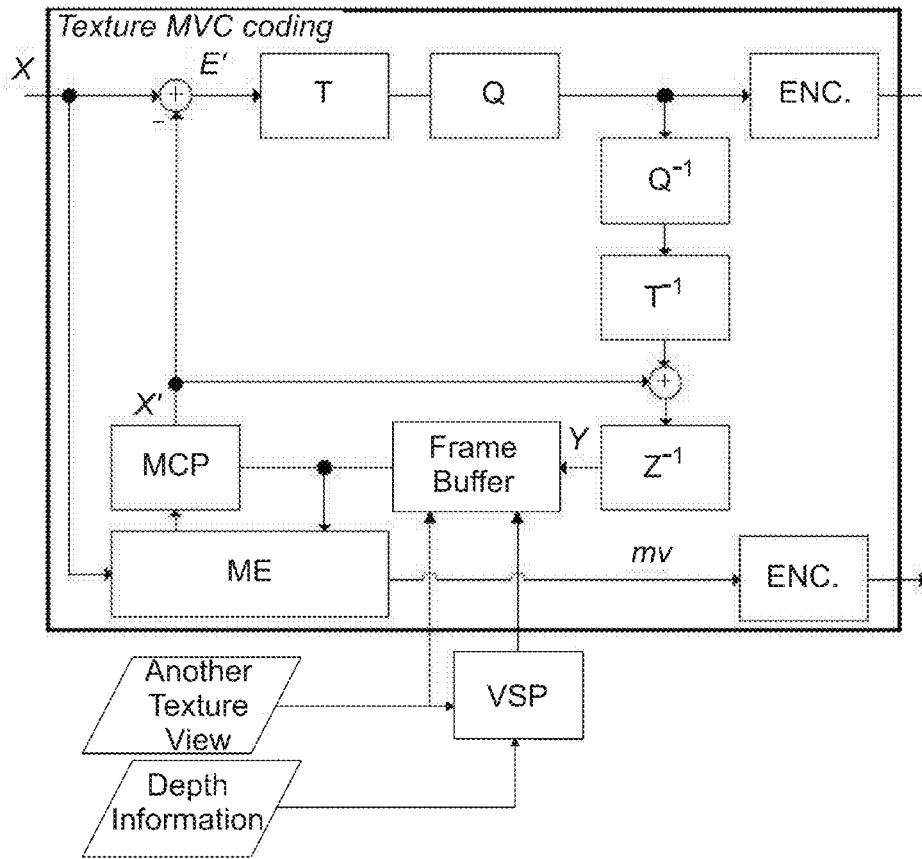 Texture MVC coding
X
E'
+
−
T
Q
ENC.
Q⁻¹
T⁻¹
+
X'
MCP
Frame
Buffer
Y
Z⁻¹
ME
mv
ENC.
Another
Texture
View
VSP
Depth
Information